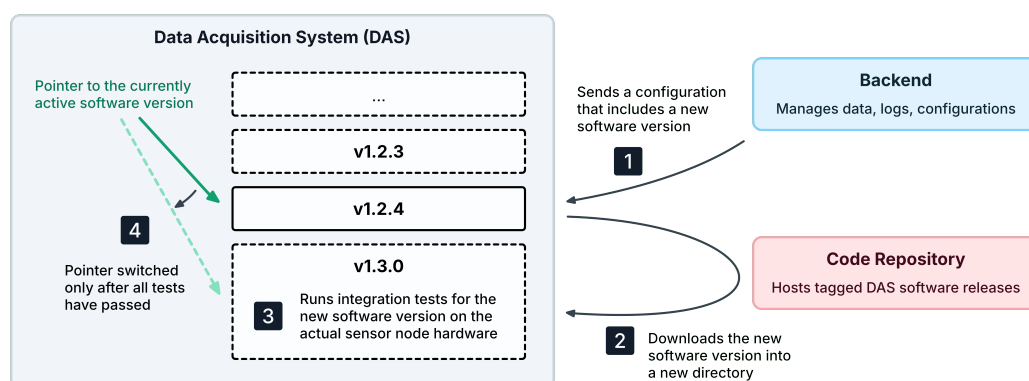 Data Acquisition System (DAS)
Pointer to the currently
active software version
...
v1.2.3
v1.2.4
4
Pointer switched
only after all tests
have passed
v1.3.0
3
Runs integration tests for the
new software version on the
actual sensor node hardware
Sends a configuration
that includes a new
software version
1
Backend
Manages data, logs, configurations
Code Repository
Hosts tagged DAS software releases
2
Downloads the new
software version into
a new directory